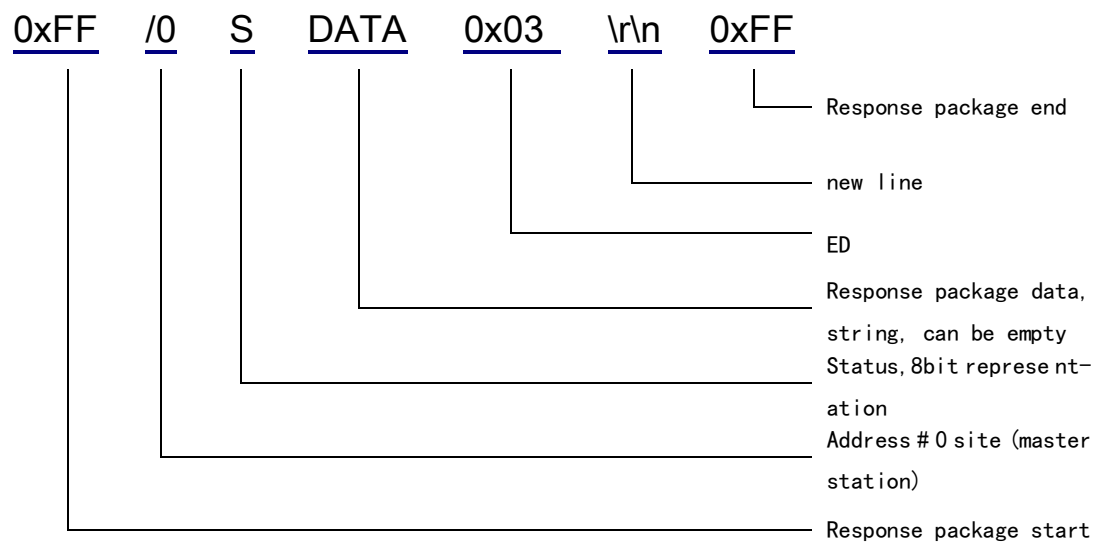 0xFF /0 S DATA 0x03 \r\n 0xFF
Response package end
new line
ED
Response package data,
string, can be empty
Status,8bit represe nt-
ation
Address # 0 site (master
station)
Response package start